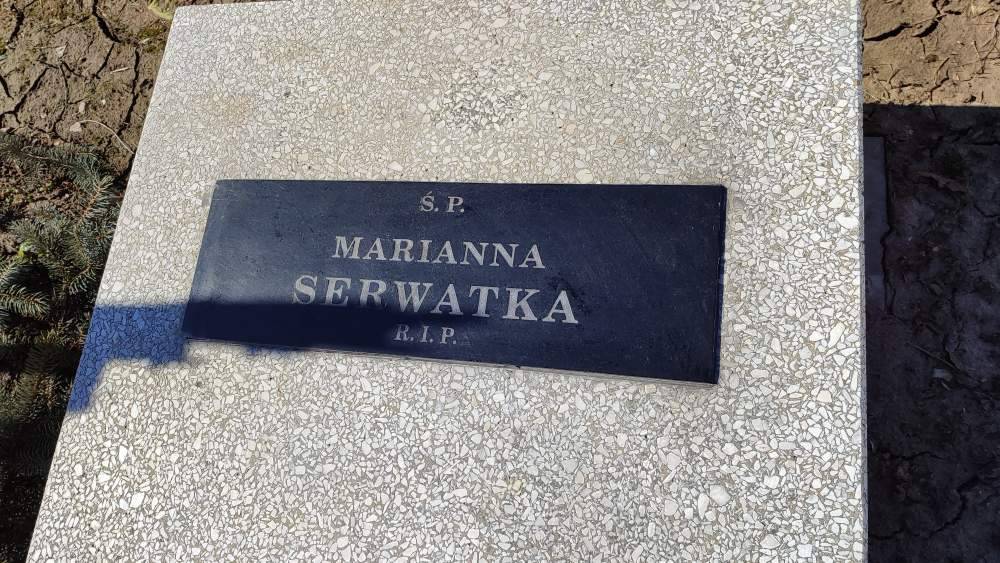 Ś. P.
MARIANNA
SERWATKA
R. I. P.